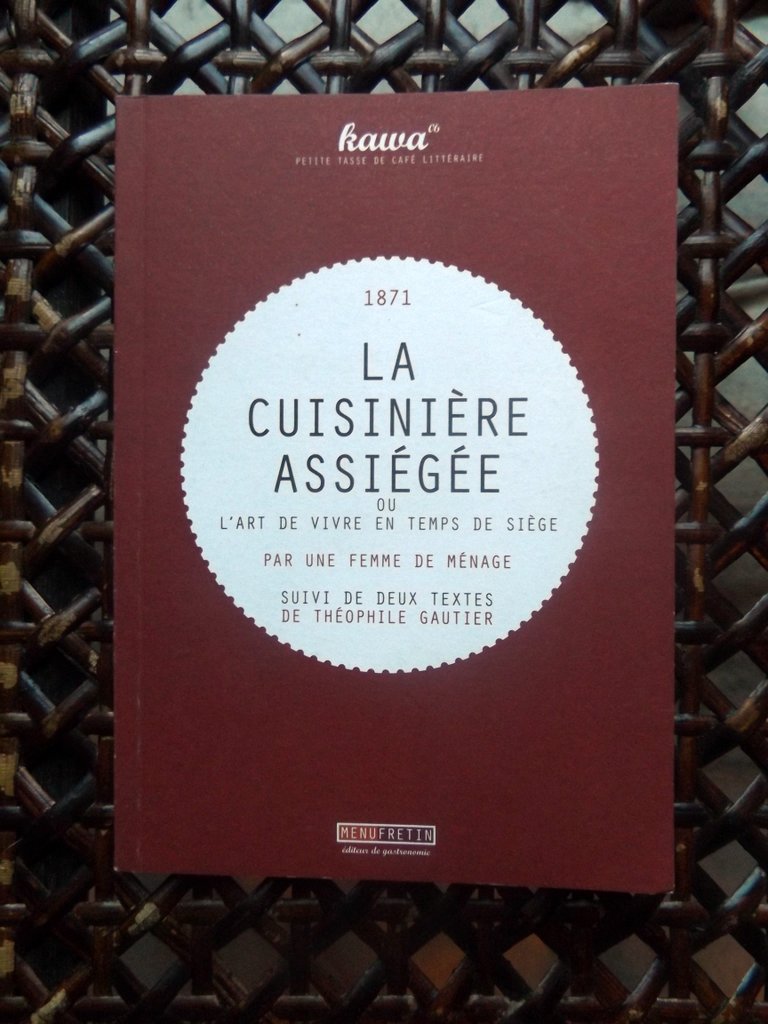 kawa 06
PETITE TASSE DE CAFÉ LITTÉRAIRE
1871
LA
CUISINIÈRE
ASSIÉGÉE
OU
L'ART DE VIVRE EN TEMPS DE SIÈGE
PAR UNE FEMME DE MÉNAGE
SUIVI DE DEUX TEXTES
DE THÉOPHILE GAUTIER
MENUFRETIN
éditeur de gastronomie